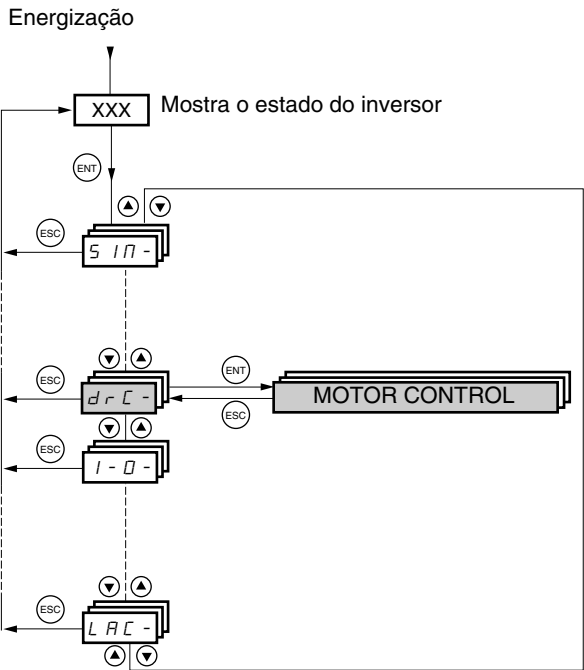 Energização
XXX Mostra o estado do inversor
ENT
ESC
SIM-
ESC
drC-
ENT
MOTOR CONTROL
ESC
ESC
I-O-
ESC
LAC-